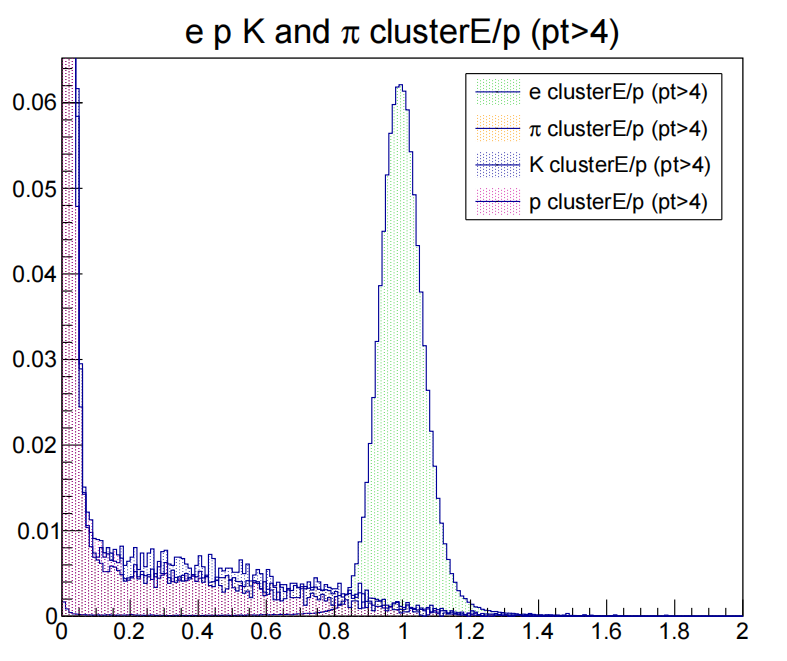 e p K and π clusterE/p (pt>4)
e clusterE/p (pt>4)
π clusterE/p (pt>4)
K clusterE/p (pt>4)
p clusterE/p (pt>4)
0.06
0.05
0.04
0.03
0.02
0.01
0
0 0.2 0.4 0.6 0.8 1 1.2 1.4 1.6 1.8 2